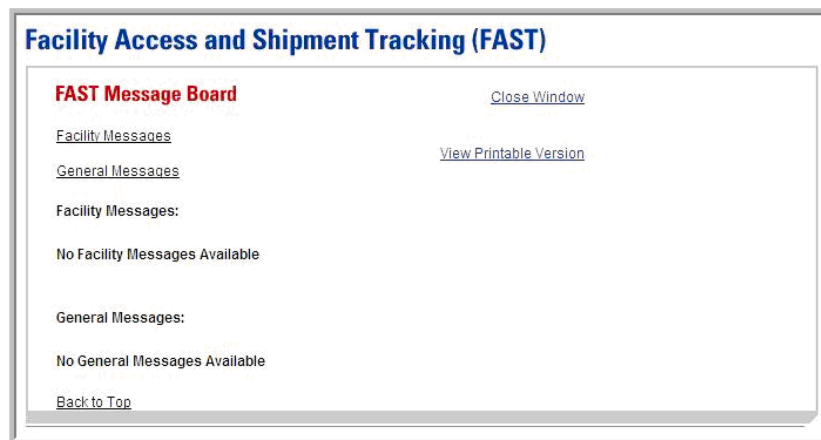 Facility Access and Shipment Tracking (FAST)
FAST Message Board
Close Window
Facility Messages
View Printable Version
General Messages
Facility Messages:
No Facility Messages Available
General Messages:
No General Messages Available
Back to Top